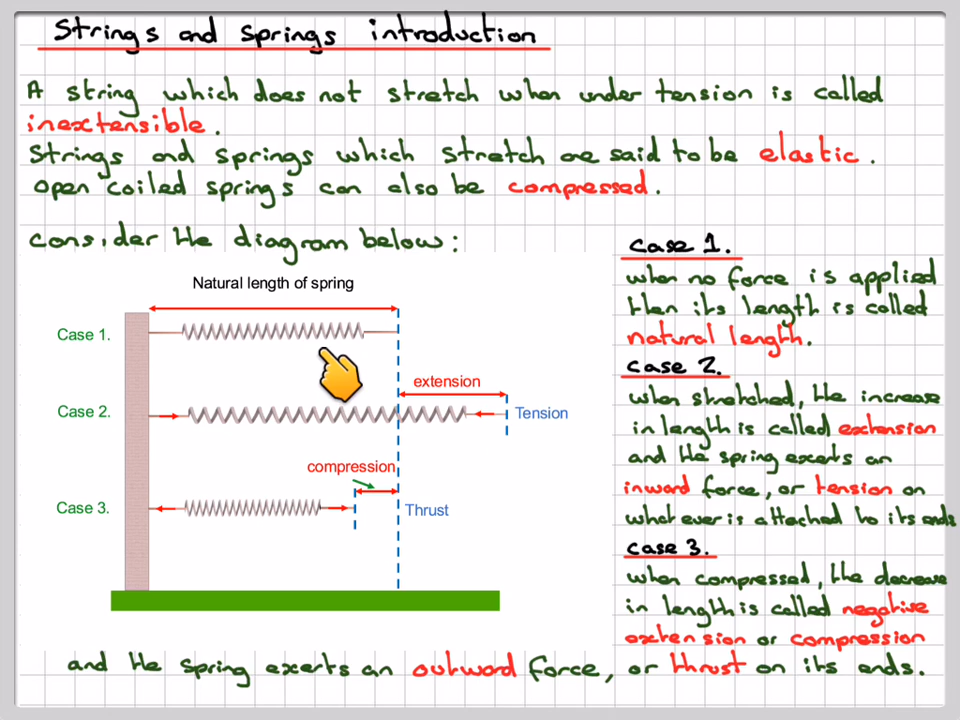 Strings and springs introduction
A string which does not stretch when under tension is called
inextensible.
Strings and springs which stretch are said to be elastic.
Open coiled springs can also be compressed.
Consider the diagram below:
Natural length of spring
Case 1.
extension
Case 2.
Tension
compression
Case 3.
Thrust
Case 1.
when no force is applied
then its length is called
natural length.
Case 2.
when stretched, the increase
in length is called extension
and the spring exerts an
inward force, or tension on
whatever is attached to its ends
Case 3.
when compressed, the decrease
in length is called negative
extension or compression
and the spring exerts an outward force, or thrust on its ends.